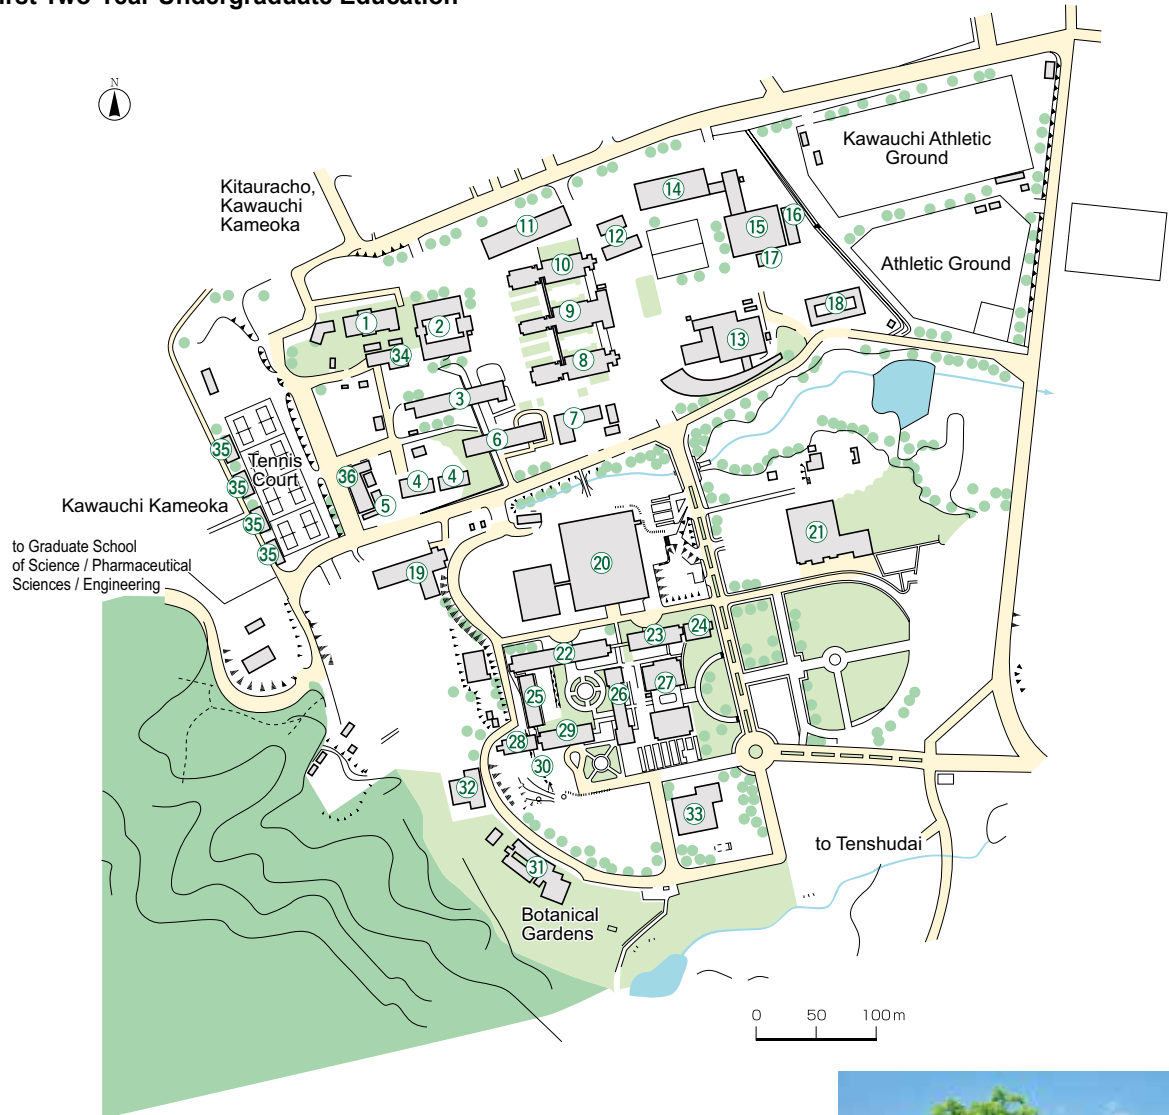 First Two-Year Undergraduate Education
N
Kitauracho,
Kawauchi
Kameoka
Kawauchi Athletic
Ground
Athletic Ground
14
16
15
17
11
12
10
18
1
2
9
13
34
8
3
7
6
35
Tennis
Court
35
36
4
4
5
Kawauchi Kameoka
35
35
to Graduate School
of Science / Pharmaceutical
Sciences / Engineering
21
20
19
24
23
22
27
25
26
29
28
30
32
33
31
to Tenshudai
Botanical
Gardens
0 50 100m